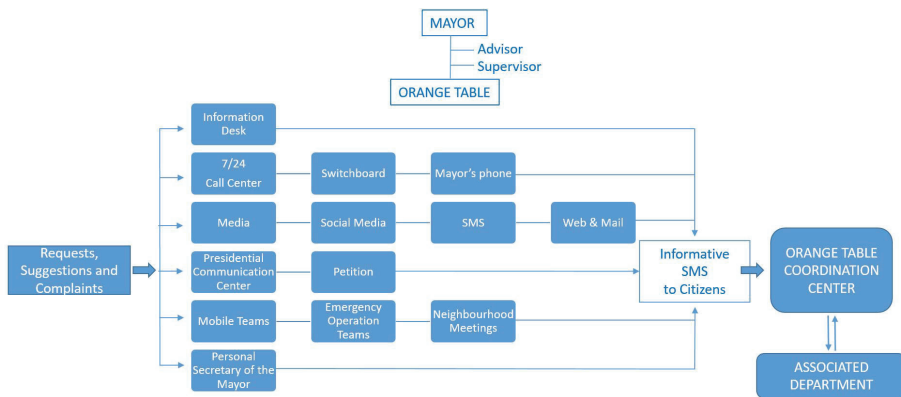 MAYOR
Advisor
Supervisor
ORANGE TABLE
Information
Desk
7/24
Call Center
Switchboard
Mayor's phone
Media
Social Media
SMS
Web & Mail
Requests,
Suggestions and
Complaints
Presidential
Communication
Center
Petition
Informative
SMS
to Citizens
ORANGE TABLE
COORDINATION
CENTER
Mobile Teams
Emergency
Operation
Teams
Neighbourhood
Meetings
Personal
Secretary of the
Mayor
ASSOCIATED
DEPARTMENT